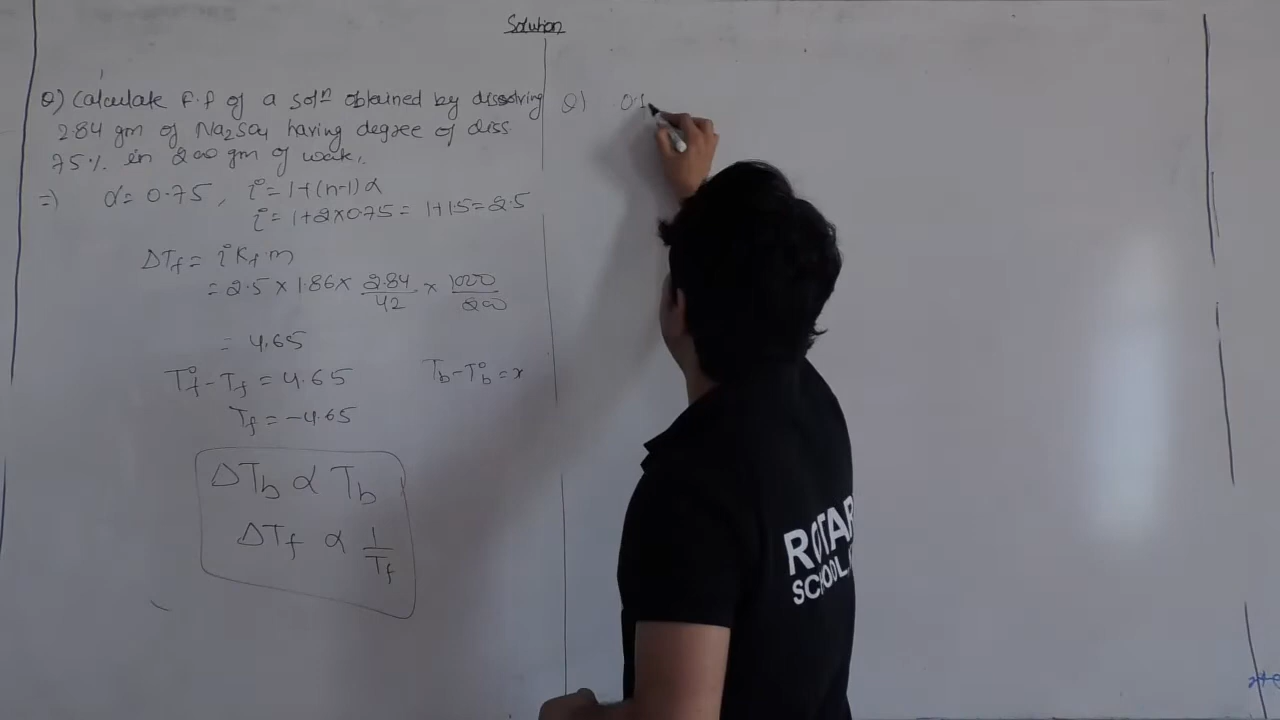 Solution
Q) Calculate F.P of a solⁿ obtained by dissolving
2.84 gm of Na₂SO₄ having degree of diss.
75% in 200 gm of water.
=) α = 0.75, i = 1+(n-1)α
i = 1+2×0.75 = 1+1.5 = 2.5
ΔTf = i Kf m
= 2.5 × 1.86 × 2.84/42 × 1000/200
= 4.65
T°f - Tf = 4.65
Tb - T°b = x
Tf = -4.65
ΔTb α Tb
ΔTf α 1/Tf
Q) 0.1
SCHOOL